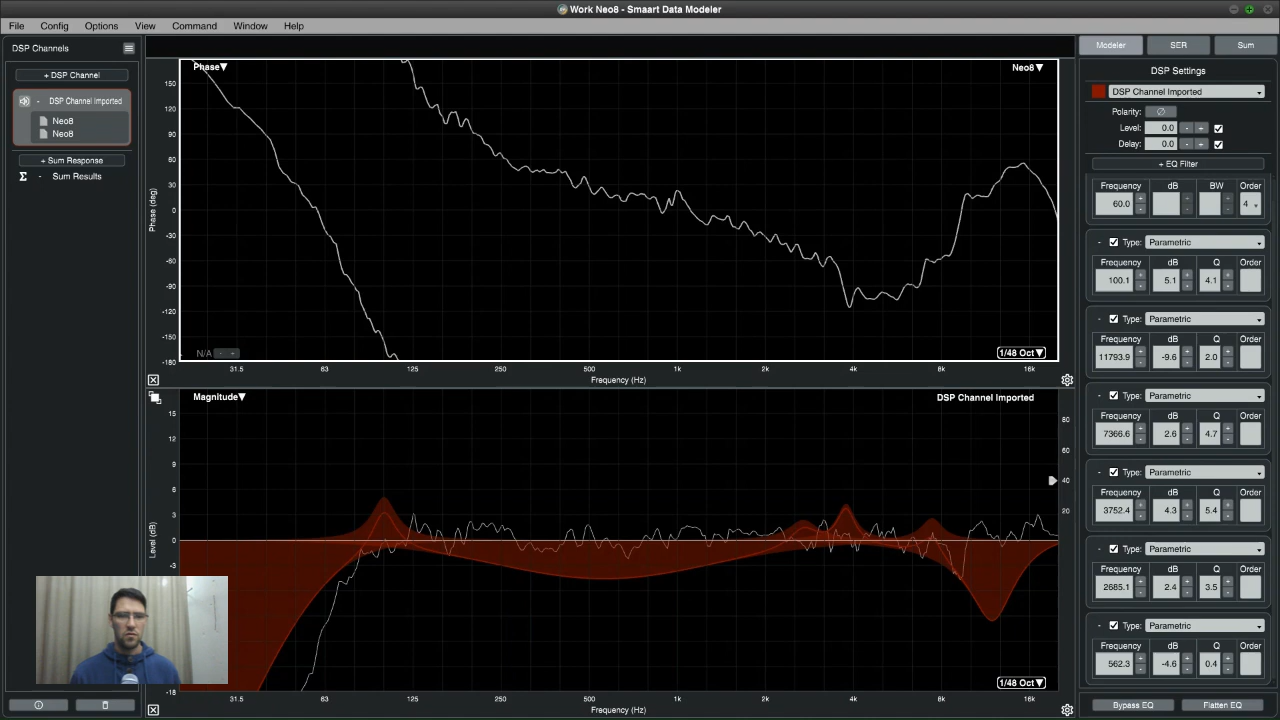 Work Neo8 - Smaart Data Modeler
File Config Options View Command Window Help
DSP Channels
+ DSP Channel
- DSP Channel Imported
Neo8
Neo8
+ Sum Response
Σ - Sum Results
Phase▼
Neo8▼
Phase (deg)
150
120
90
60
30
0
-30
-60
-90
-120
-150
-180
N/A - +
1/48 Oct▼
31.5 63 125 250 500 1k 2k 4k 8k 16k
Frequency (Hz)
Magnitude▼
DSP Channel Imported
Level (dB)
15
12
9
6
3
0
-3
-18
80
60
40
20
1/48 Oct▼
31.5 63 125 250 500 1k 2k 4k 8k 16k
Frequency (Hz)
Modeler SER Sum
DSP Settings
DSP Channel Imported
Polarity: Ø
Level: 0.0 - +
Delay: 0.0 - +
+ EQ Filter
Frequency dB BW Order
60.0 4
- Type: Parametric
Frequency dB Q Order
100.1 5.1 4.1
- Type: Parametric
Frequency dB Q Order
11793.9 -9.6 2.0
- Type: Parametric
Frequency dB Q Order
7366.6 2.6 4.7
- Type: Parametric
Frequency dB Q Order
3752.4 4.3 5.4
- Type: Parametric
Frequency dB Q Order
2685.1 2.4 3.5
- Type: Parametric
Frequency dB Q Order
562.3 -4.6 0.4
Bypass EQ Flatten EQ